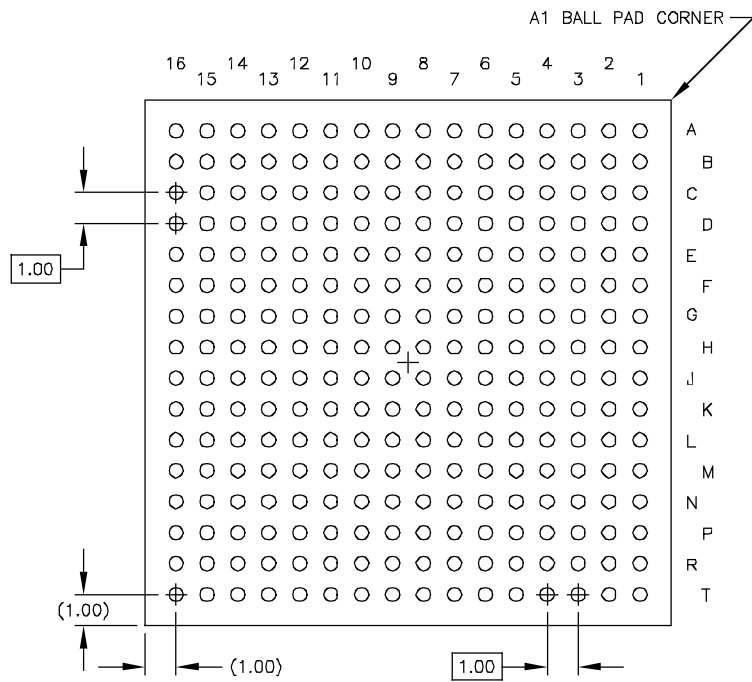 A1 BALL PAD CORNER
16 14 12 10 8 6 4 2
15 13 11 9 7 5 3 1
A
B
C
D
E
1.00
F
G
H
J
K
L
M
N
P
R
T
(1.00)
(1.00)
1.00